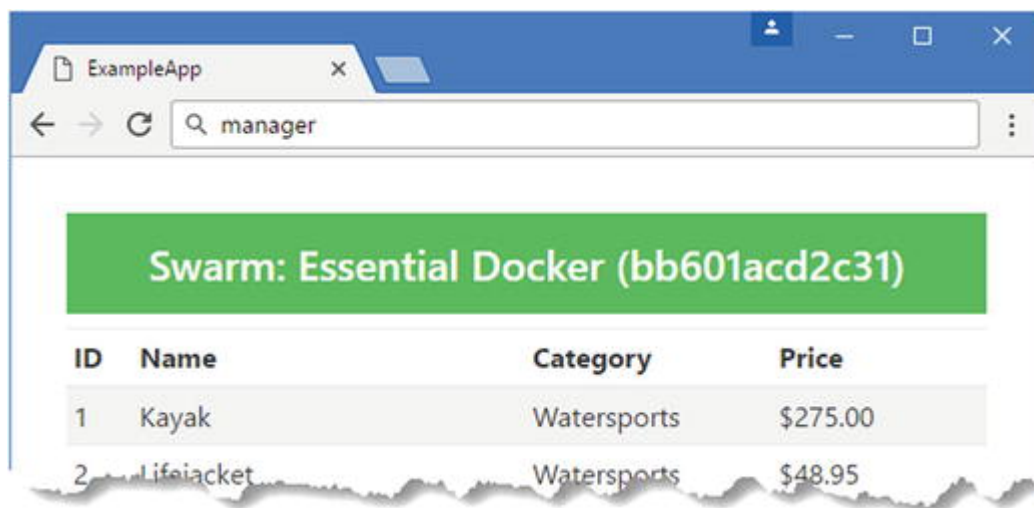 ExampleApp
manager
Swarm: Essential Docker (bb601acd2c31)
ID Name Category Price
1 Kayak Watersports $275.00
2 Lifejacket Watersports $48.95